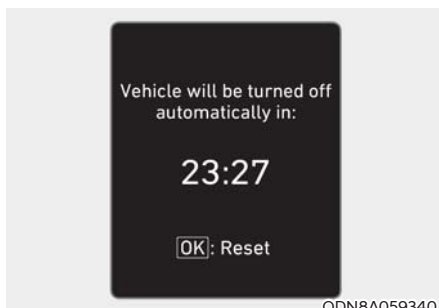 Vehicle will be turned off
automatically in:
23:27
OK: Reset
ODN8A059340